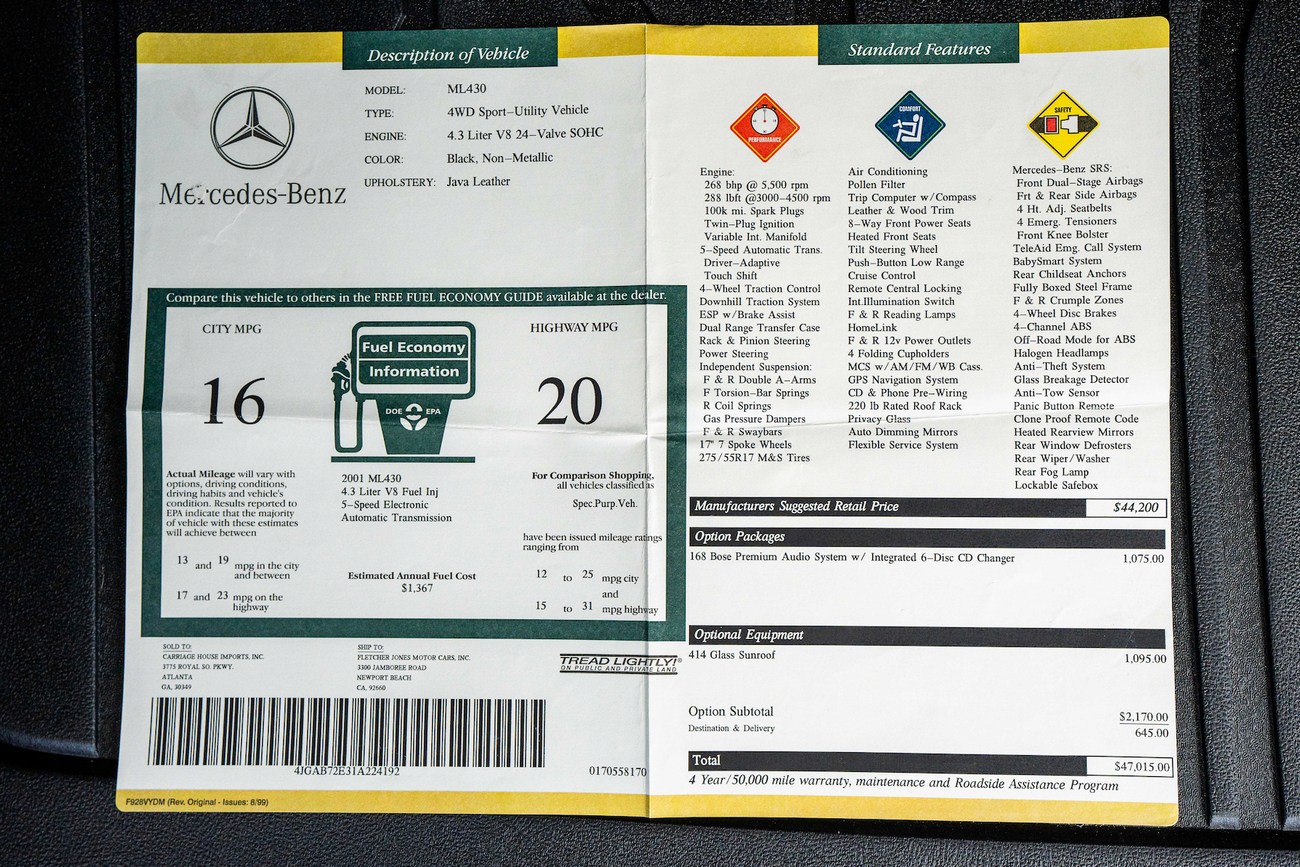 Description of Vehicle
Mercedes-Benz
MODEL: ML430
TYPE: 4WD Sport-Utility Vehicle
ENGINE: 4.3 Liter V8 24-Valve SOHC
COLOR: Black, Non-Metallic
UPHOLSTERY: Java Leather
Compare this vehicle to others in the FREE FUEL ECONOMY GUIDE available at the dealer.
CITY MPG
16
Fuel Economy
Information
DOE EPA
HIGHWAY MPG
20
Actual Mileage will vary with
options, driving conditions,
driving habits and vehicle's
condition. Results reported to
EPA indicate that the majority
of vehicle with these estimates
will achieve between
13 and 19 mpg in the city
and between
17 and 23 mpg on the
highway
2001 ML430
4.3 Liter V8 Fuel Inj
5-Speed Electronic
Automatic Transmission
Estimated Annual Fuel Cost
$1,367
For Comparison Shopping,
all vehicles classified as
Spec.Purp.Veh.
have been issued mileage ratings
ranging from
12 to 25 mpg city
and
15 to 31 mpg highway
SOLD TO:
CARRIAGE HOUSE IMPORTS, INC.
3775 ROYAL SO. PKWY.
ATLANTA
GA, 30349
SHIP TO:
FLETCHER JONES MOTOR CARS, INC.
3300 JAMBOREE ROAD
NEWPORT BEACH
CA, 92660
TREAD LIGHTLY!®
ON PUBLIC AND PRIVATE LAND
4JGAB72E31A224192
0170558170
F928VYDM (Rev. Original - Issues: 8/99)
Standard Features
PERFORMANCE
Engine:
268 bhp @ 5,500 rpm
288 lbft @3000-4500 rpm
100k mi. Spark Plugs
Twin-Plug Ignition
Variable Int. Manifold
5-Speed Automatic Trans.
Driver-Adaptive
Touch Shift
4-Wheel Traction Control
Downhill Traction System
ESP w/Brake Assist
Dual Range Transfer Case
Rack & Pinion Steering
Power Steering
Independent Suspension:
F & R Double A-Arms
F Torsion-Bar Springs
R Coil Springs
Gas Pressure Dampers
F & R Swaybars
17" 7 Spoke Wheels
275/55R17 M&S Tires
COMFORT
Air Conditioning
Pollen Filter
Trip Computer w/Compass
Leather & Wood Trim
8-Way Front Power Seats
Heated Front Seats
Tilt Steering Wheel
Push-Button Low Range
Cruise Control
Remote Central Locking
Int.Illumination Switch
F & R Reading Lamps
HomeLink
F & R 12v Power Outlets
4 Folding Cupholders
MCS w/AM/FM/WB Cass.
GPS Navigation System
CD & Phone Pre-Wiring
220 lb Rated Roof Rack
Privacy Glass
Auto Dimming Mirrors
Flexible Service System
SAFETY
Mercedes-Benz SRS:
Front Dual-Stage Airbags
Frt & Rear Side Airbags
4 Ht. Adj. Seatbelts
4 Emerg. Tensioners
Front Knee Bolster
TeleAid Emg. Call System
BabySmart System
Rear Childseat Anchors
Fully Boxed Steel Frame
F & R Crumple Zones
4-Wheel Disc Brakes
4-Channel ABS
Off-Road Mode for ABS
Halogen Headlamps
Anti-Theft System
Glass Breakage Detector
Anti-Tow Sensor
Panic Button Remote
Clone Proof Remote Code
Heated Rearview Mirrors
Rear Window Defrosters
Rear Wiper/Washer
Rear Fog Lamp
Lockable Safebox
Manufacturers Suggested Retail Price $44,200
Option Packages
168 Bose Premium Audio System w/ Integrated 6-Disc CD Changer 1,075.00
Optional Equipment
414 Glass Sunroof 1,095.00
Option Subtotal $2,170.00
Destination & Delivery 645.00
Total $47,015.00
4 Year/50,000 mile warranty, maintenance and Roadside Assistance Program